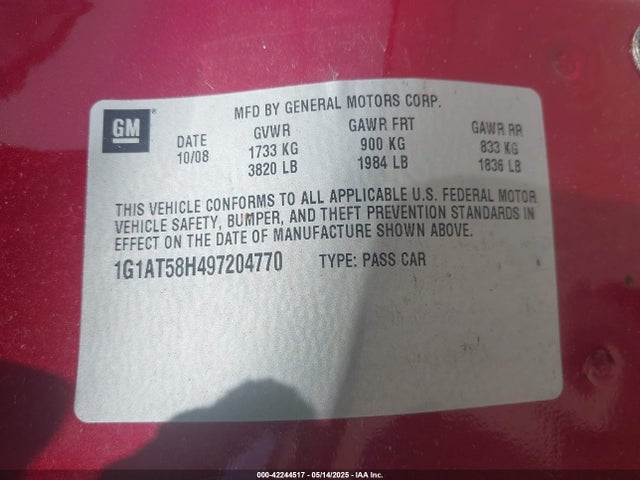 MFD BY GENERAL MOTORS CORP.
GM
DATE GVWR GAWR FRT GAWR RR
10/08 1733 KG 900 KG 833 KG
3820 LB 1984 LB 1836 LB
THIS VEHICLE CONFORMS TO ALL APPLICABLE U.S. FEDERAL MOTOR
VEHICLE SAFETY, BUMPER, AND THEFT PREVENTION STANDARDS IN
EFFECT ON THE DATE OF MANUFACTURE SHOWN ABOVE.
1G1AT58H497204770 TYPE: PASS CAR
000-42244517 - 05/14/2025 - IAA Inc.